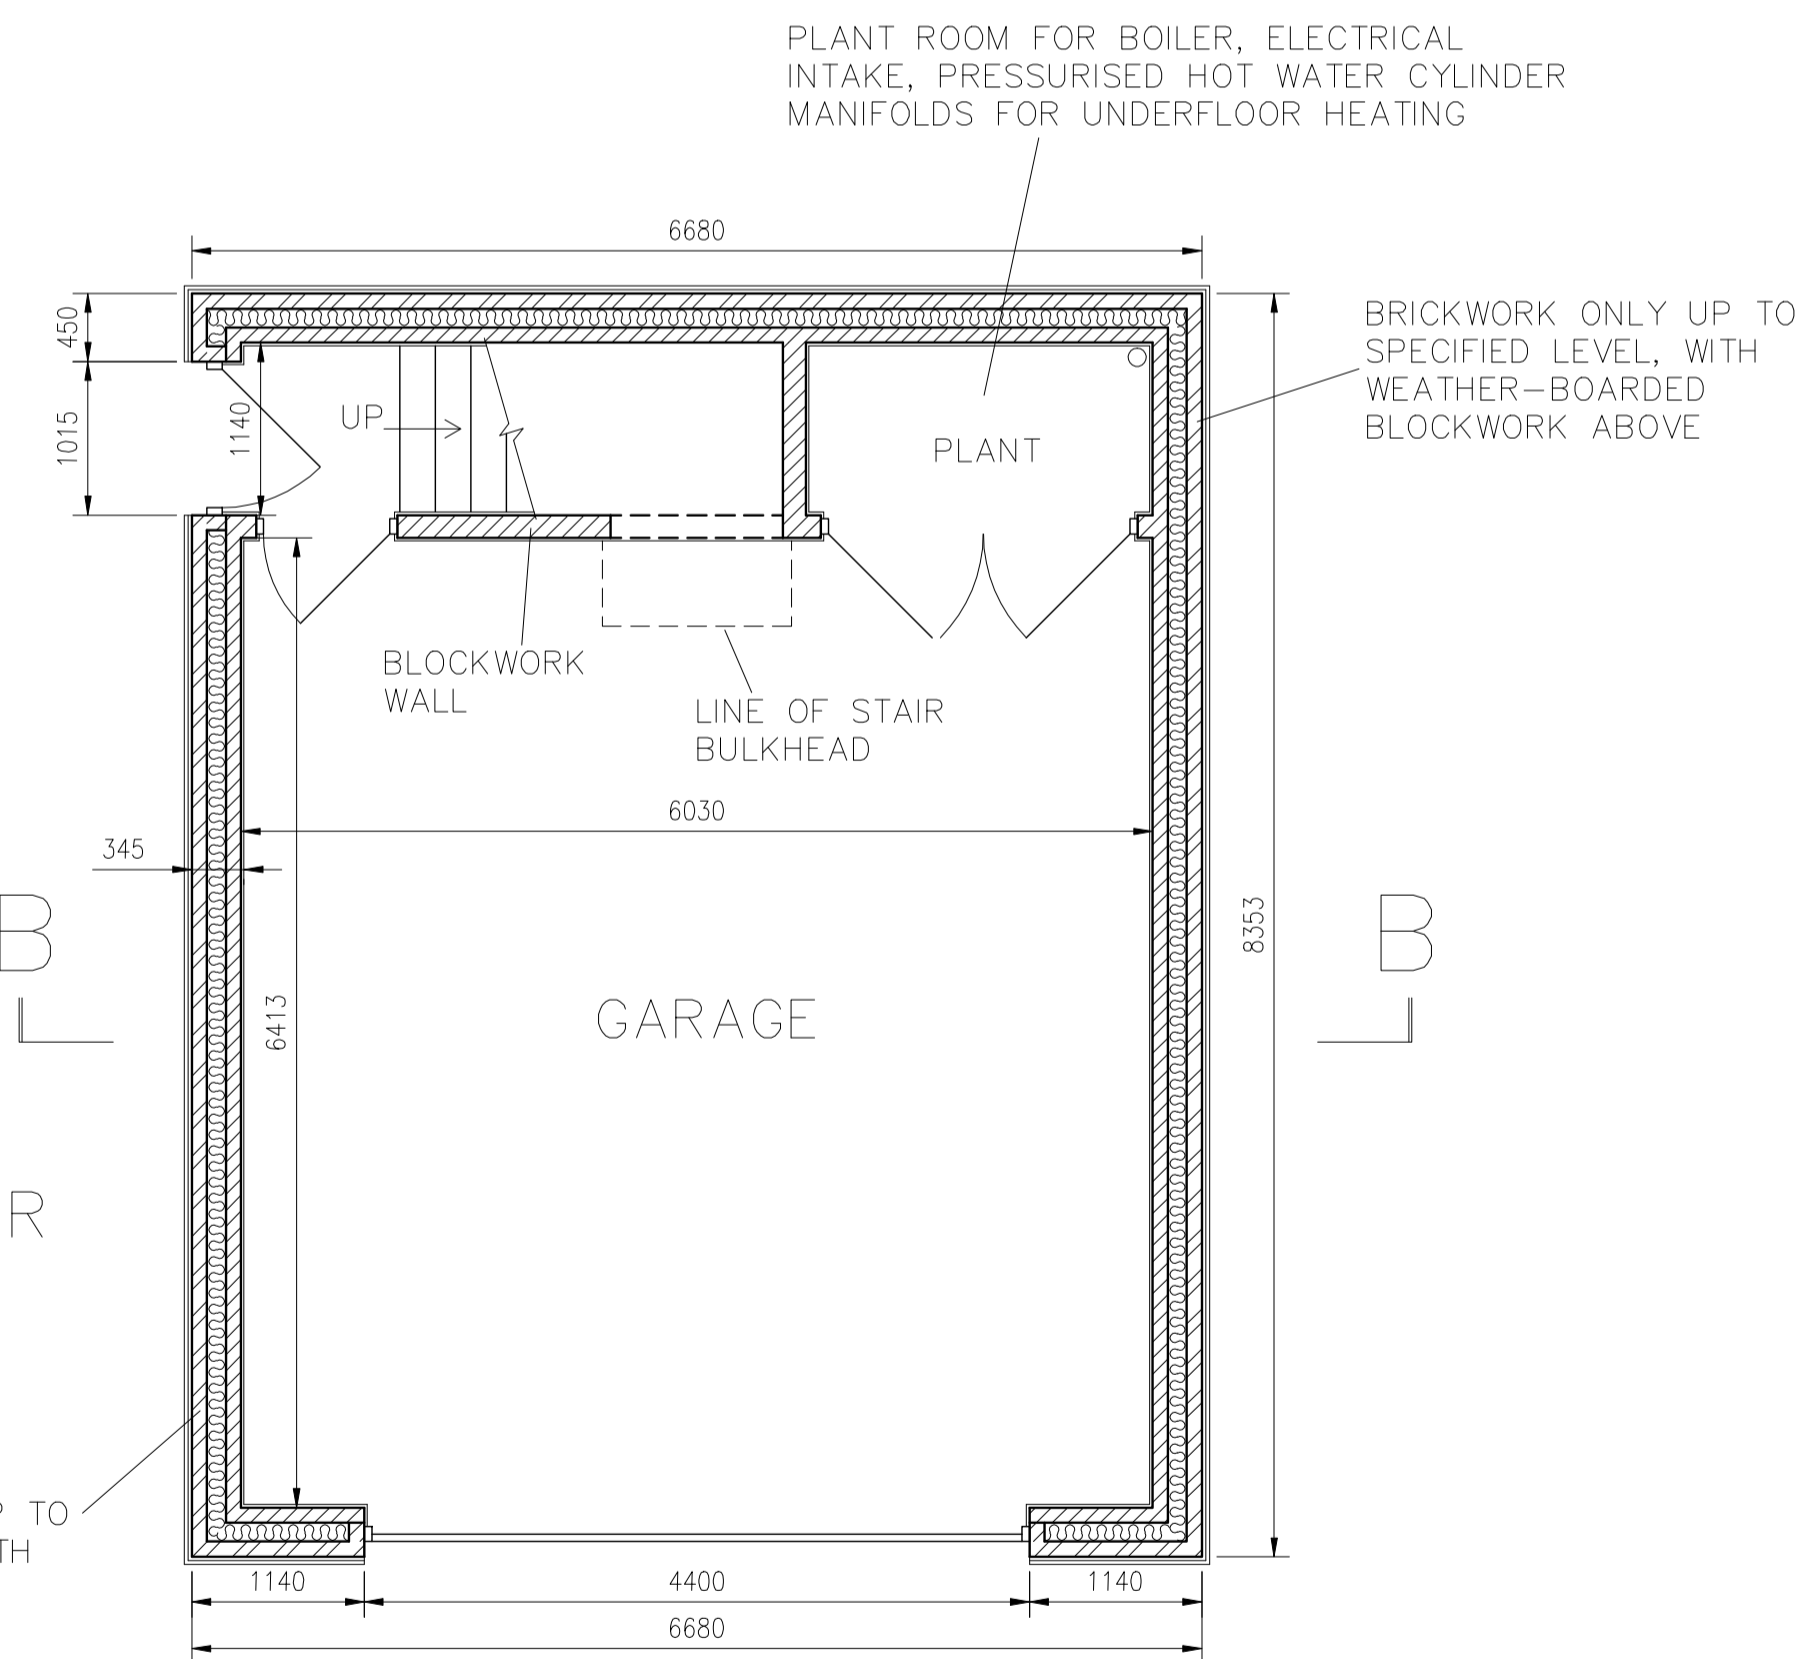 PLANT ROOM FOR BOILER, ELECTRICAL
INTAKE, PRESSURISED HOT WATER CYLINDER
MANIFOLDS FOR UNDERFLOOR HEATING
6680
450
1015
1140
UP
PLANT
BRICKWORK ONLY UP TO
SPECIFIED LEVEL, WITH
WEATHER-BOARDED
BLOCKWORK ABOVE
BLOCKWORK
WALL
LINE OF STAIR
BULKHEAD
6030
345
B
8353
B
6413
GARAGE
R
TO
TH
1140
4400
1140
6680